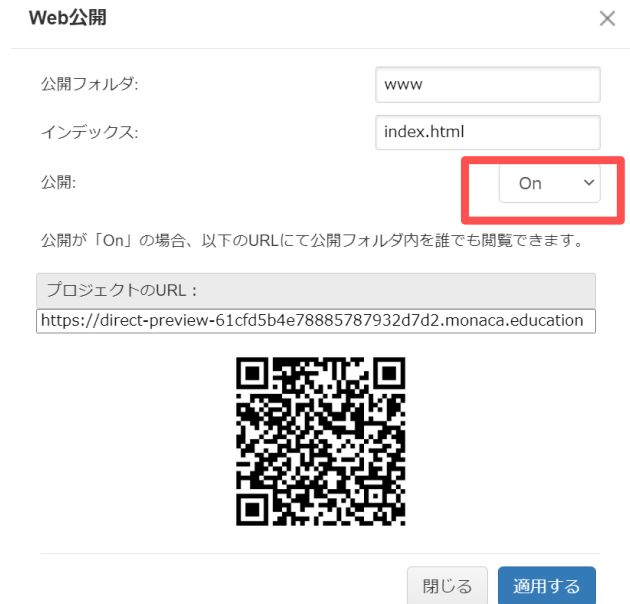 Web公開
公開フォルダ: www
インデックス: index.html
公開: On
公開が「On」の場合、以下のURLにて公開フォルダ内を誰でも閲覧できます。
プロジェクトのURL：
https://direct-preview-61cfd5b4e78885787932d7d2.monaca.education
閉じる 適用する